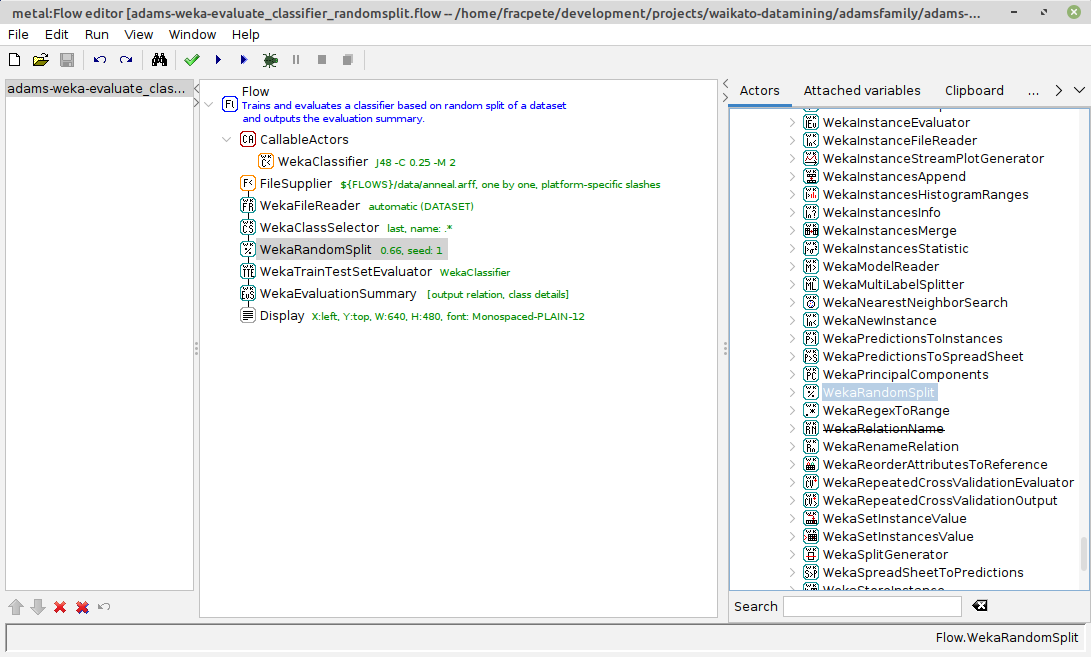 metal:Flow editor [adams-weka-evaluate_classifier_randomsplit.flow -- /home/fracpete/development/projects/waikato-datamining/adamsfamily/adams-...
File Edit Run View Window Help
adams-weka-evaluate_clas...
Flow
Trains and evaluates a classifier based on random split of a dataset
and outputs the evaluation summary.
CallableActors
WekaClassifier J48 -C 0.25 -M 2
FileSupplier ${FLOWS}/data/anneal.arff, one by one, platform-specific slashes
WekaFileReader automatic (DATASET)
WekaClassSelector last, name: .*
WekaRandomSplit 0.66, seed: 1
WekaTrainTestSetEvaluator WekaClassifier
WekaEvaluationSummary [output relation, class details]
Display X:left, Y:top, W:640, H:480, font: Monospaced-PLAIN-12
Actors Attached variables Clipboard ...
WekaInstanceEvaluator
WekaInstanceFileReader
WekaInstanceStreamPlotGenerator
WekaInstancesAppend
WekaInstancesHistogramRanges
WekaInstancesInfo
WekaInstancesMerge
WekaInstancesStatistic
WekaModelReader
WekaMultiLabelSplitter
WekaNearestNeighborSearch
WekaNewInstance
WekaPredictionsToInstances
WekaPredictionsToSpreadSheet
WekaPrincipalComponents
WekaRandomSplit
WekaRegexToRange
WekaRelationName
WekaRenameRelation
WekaReorderAttributesToReference
WekaRepeatedCrossValidationEvaluator
WekaRepeatedCrossValidationOutput
WekaSetInstanceValue
WekaSetInstancesValue
WekaSplitGenerator
WekaSpreadSheetToPredictions
WekaStoreInstance
Search
Flow.WekaRandomSplit